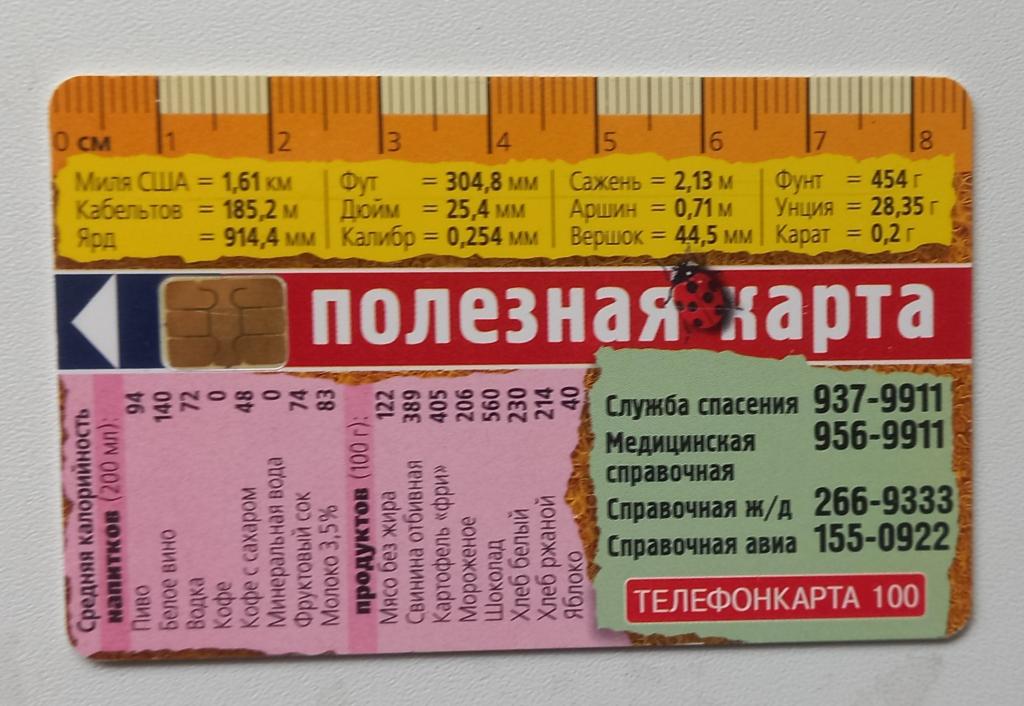 0 см 1 2 3 4 5 6 7 8
Миля США = 1,61 км
Кабельтов = 185,2 м
Ярд = 914,4 мм
Фут = 304,8 мм
Дюйм = 25,4 мм
Калибр = 0,254 мм
Сажень = 2,13 м
Аршин = 0,71 м
Вершок = 44,5 мм
Фунт = 454 г
Унция = 28,35 г
Карат = 0,2 г
полезная карта
Средняя калорийность
напитков (200 мл):
Пиво 94
Белое вино 140
Водка 72
Кофе 0
Кофе с сахаром 48
Минеральная вода 0
Фруктовый сок 74
Молоко 3,5% 83
продуктов (100 г):
Мясо без жира 122
Свинина отбивная 389
Картофель «фри» 405
Мороженое 206
Шоколад 560
Хлеб белый 230
Хлеб ржаной 214
Яблоко 40
Служба спасения 937-9911
Медицинская 956-9911
справочная
Справочная ж/д 266-9333
Справочная авиа 155-0922
ТЕЛЕФОНКАРТА 100